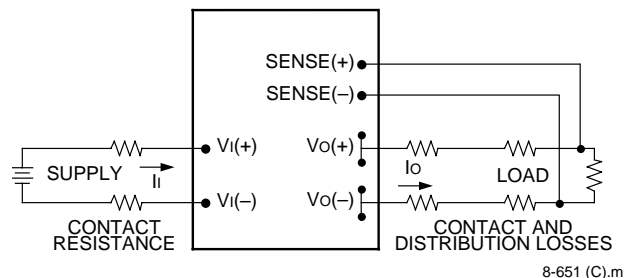 SENSE(+)
SENSE(–)
VI(+)
VO(+)
IO
SUPPLY
II
LOAD
VI(–)
VO(–)
CONTACT
RESISTANCE
CONTACT AND
DISTRIBUTION LOSSES
8-651 (C).m